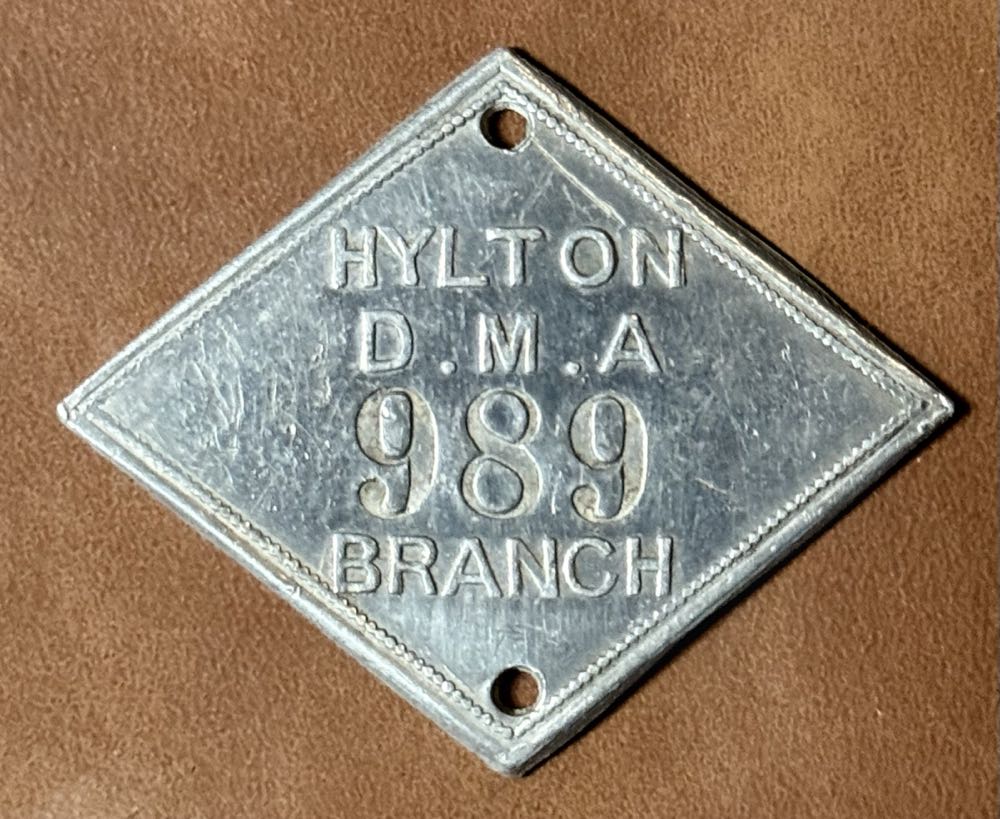 HYLTON
D.M.A
989
BRANCH